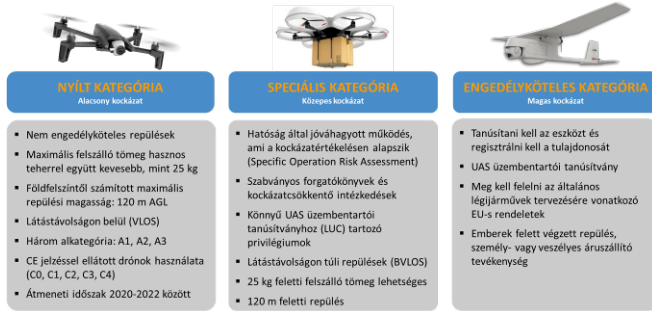 NYÍLT KATEGÓRIA
Alacsony kockázat
Nem engedélyköteles repülések
Maximális felszálló tömeg hasznos
teherrel együtt kevesebb, mint 25 kg
Földfelszíntől számított maximális
repülési magasság: 120 m AGL
Látástávolságon belül (VLOS)
Három alkategória: A1, A2, A3
CE jelzéssel ellátott drónok használata
(C0, C1, C2, C3, C4)
Átmeneti időszak 2020-2022 között
SPECIÁLIS KATEGÓRIA
Közepes kockázat
Hatóság által jóváhagyott működés,
ami a kockázatértékelésen alapszik
(Specific Operation Risk Assessment)
Szabványos forgatókönyvek és
kockázatcsökkentő intézkedések
Könnyű UAS üzembentartói
tanúsítványhoz (LUC) tartozó
privilégiumok
Látástávolságon túli repülések (BVLOS)
25 kg feletti felszálló tömeg lehetséges
120 m feletti repülés
ENGEDÉLYKÖTELES KATEGÓRIA
Magas kockázat
Tanúsítani kell az eszközt és
regisztrálni kell a tulajdonosát
UAS üzembentartói tanúsítvány
Meg kell felelni az általános
légijárművek tervezésére vonatkozó
EU-s rendeletek
Emberek felett végzett repülés,
személy- vagy veszélyes áruszállító
tevékenység